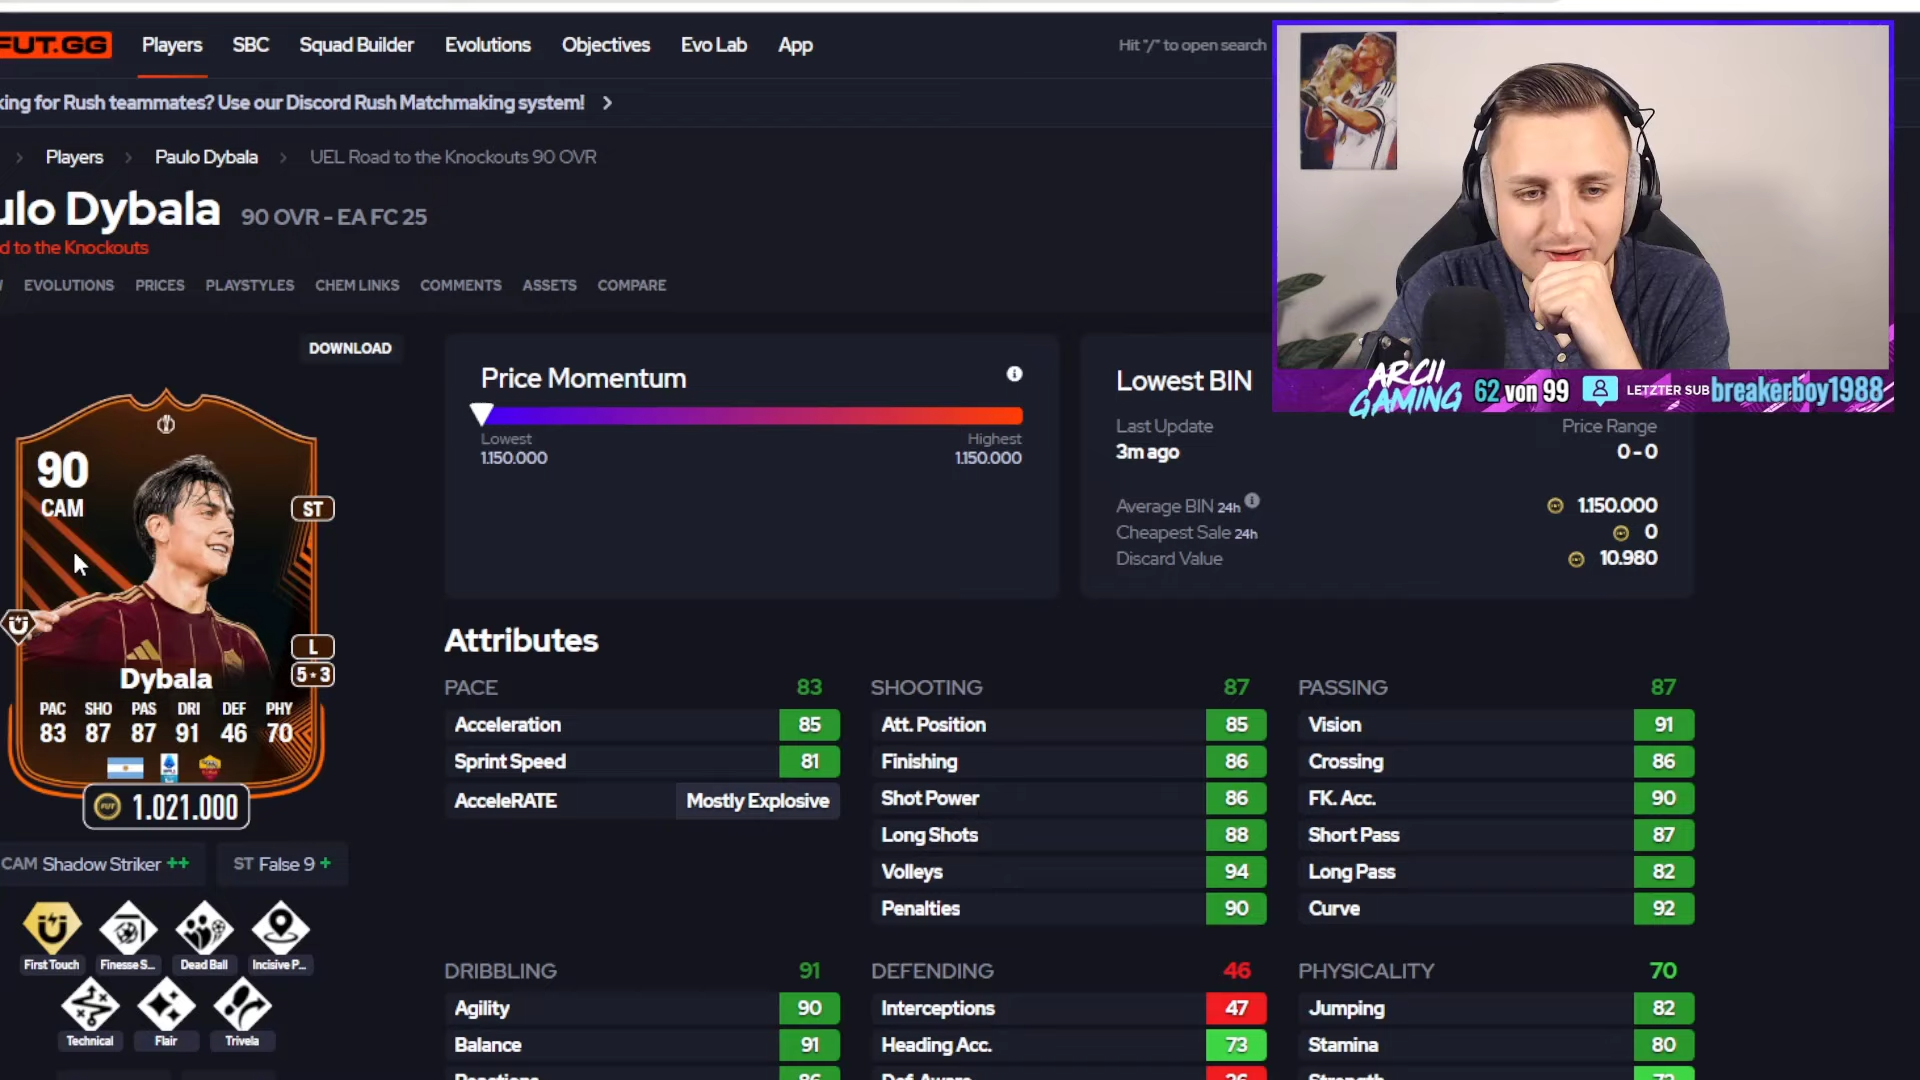 FUT.GG
Players
SBC
Squad Builder
Evolutions
Objectives
Evo Lab
App
Hit "/" to open search
king for Rush teammates? Use our Discord Rush Matchmaking system!
Players
Paulo Dybala
UEL Road to the Knockouts 90 OVR
ulo Dybala
90 OVR - EA FC 25
d to the Knockouts
EVOLUTIONS
PRICES
PLAYSTYLES
CHEM LINKS
COMMENTS
ASSETS
COMPARE
ARCII
GAMING
62 von 99
LETZTER SUB
breakerboy1988
DOWNLOAD
90
CAM
ST
L
5 ★ 3
Dybala
PAC SHO PAS DRI DEF PHY
83 87 87 91 46 70
1.021.000
CAM Shadow Striker ++
ST False 9 +
First Touch
Finesse S...
Dead Ball
Incisive P...
Technical
Flair
Trivela
Price Momentum
Lowest
Highest
1.150.000
1.150.000
Lowest BIN
Last Update
Price Range
3m ago
0 - 0
Average BIN 24h
1.150.000
Cheapest Sale 24h
0
Discard Value
10.980
Attributes
PACE 83
Acceleration 85
Sprint Speed 81
AcceleRATE Mostly Explosive
SHOOTING 87
Att. Position 85
Finishing 86
Shot Power 86
Long Shots 88
Volleys 94
Penalties 90
PASSING 87
Vision 91
Crossing 86
FK. Acc. 90
Short Pass 87
Long Pass 82
Curve 92
DRIBBLING 91
Agility 90
Balance 91
Reactions 86
DEFENDING 46
Interceptions 47
Heading Acc. 73
Def. Aware
PHYSICALITY 70
Jumping 82
Stamina 80
Strength